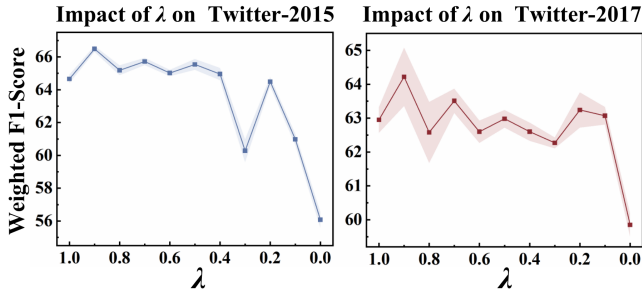 Impact of λ on Twitter-2015
Weighted F1-Score
66
64
62
60
58
56
1.0 0.8 0.6 0.4 0.2 0.0
λ
Impact of λ on Twitter-2017
65
64
63
62
61
60
1.0 0.8 0.6 0.4 0.2 0.0
λ